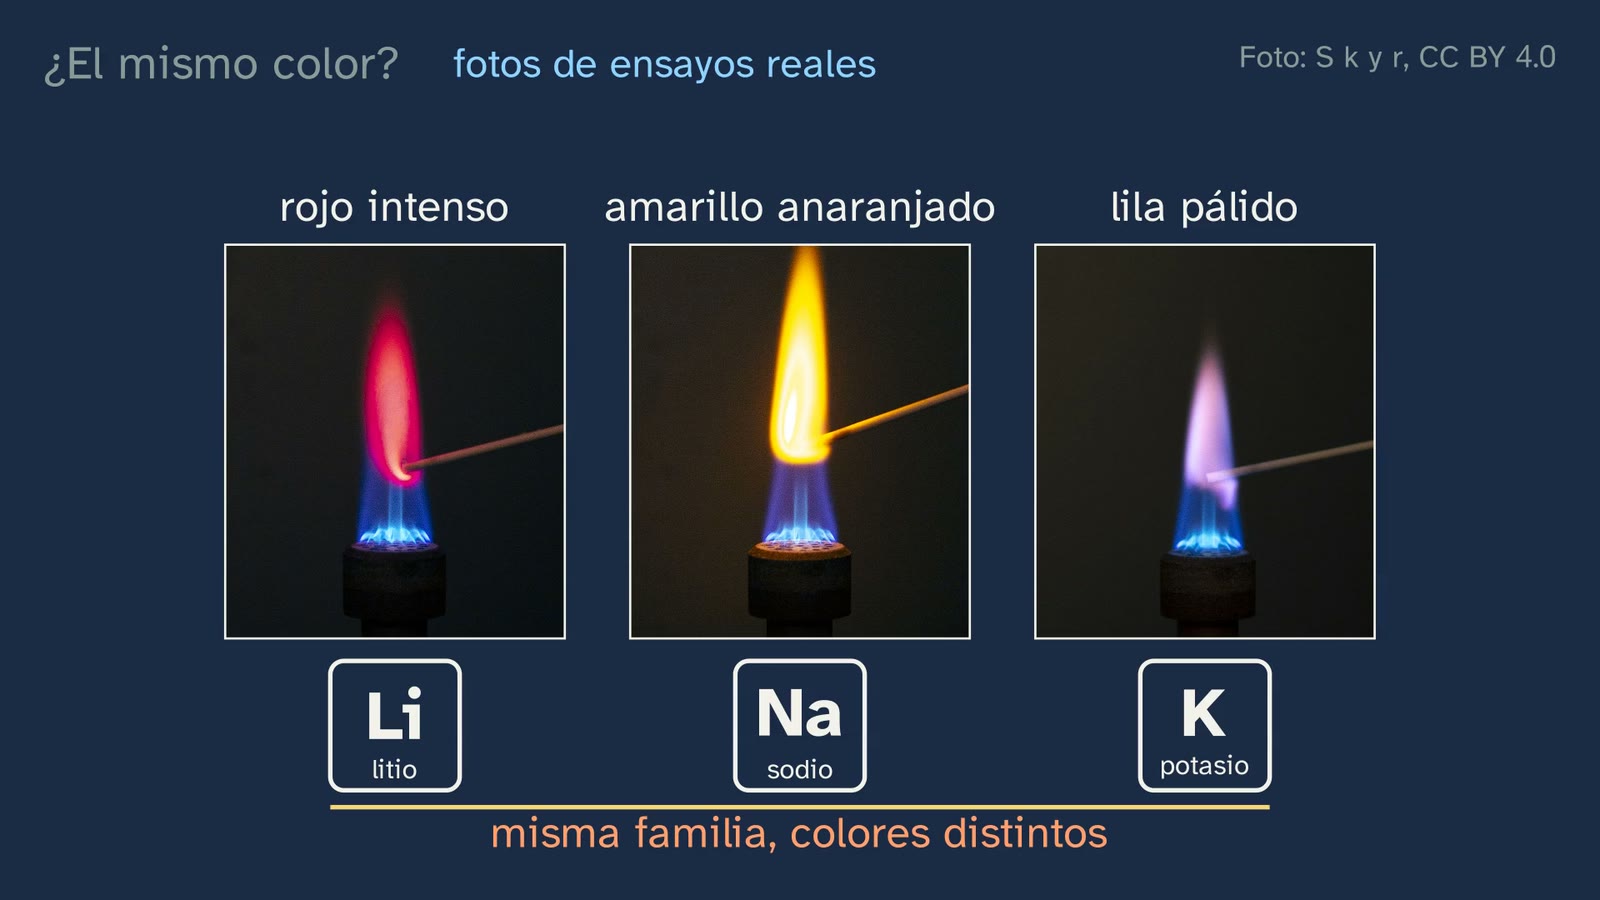 ¿El mismo color?
fotos de ensayos reales
Foto: S k y r, CC BY 4.0
rojo intenso
amarillo anaranjado
lila pálido
Li
litio
Na
sodio
K
potasio
misma familia, colores distintos